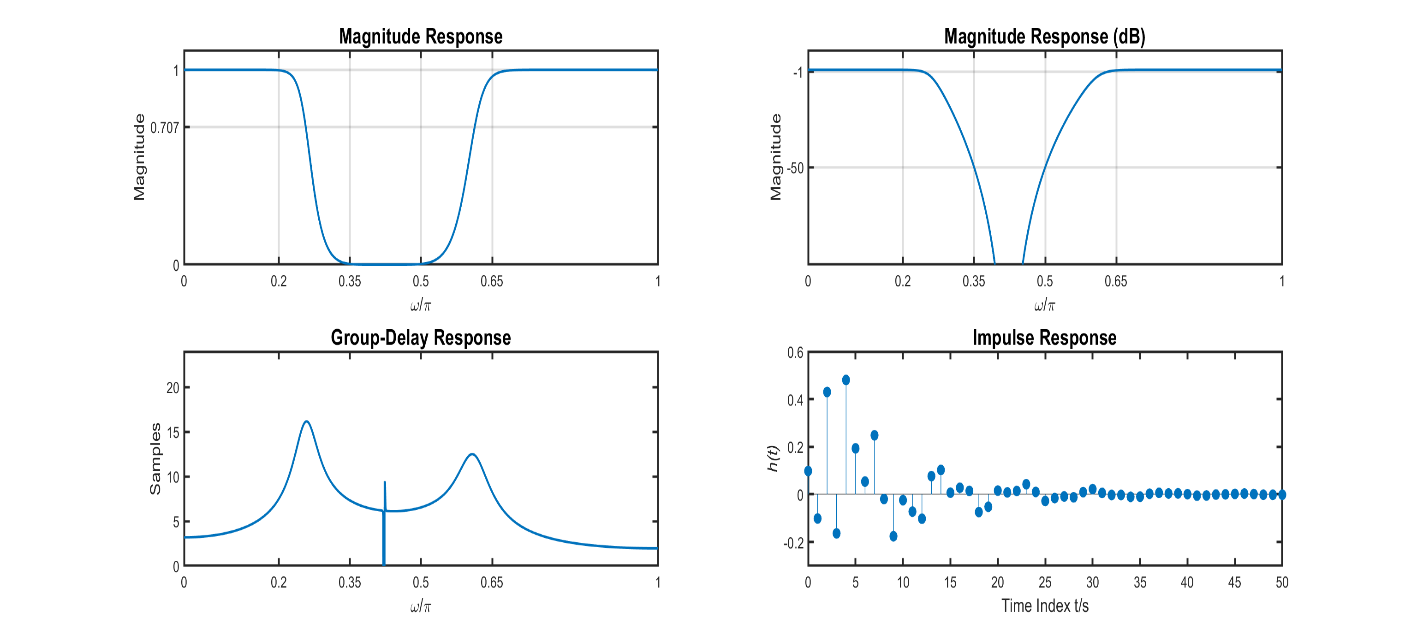 Magnitude Response
Magnitude
1
0.707
0
0 0.2 0.35 0.5 0.65 1
ω/π
Magnitude Response (dB)
Magnitude
-1
-50
0 0.2 0.35 0.5 0.65 1
ω/π
Group-Delay Response
Samples
20
15
10
5
0
0 0.2 0.35 0.5 0.65 1
ω/π
Impulse Response
h(t)
0.6
0.4
0.2
0
-0.2
0 5 10 15 20 25 30 35 40 45 50
Time Index t/s